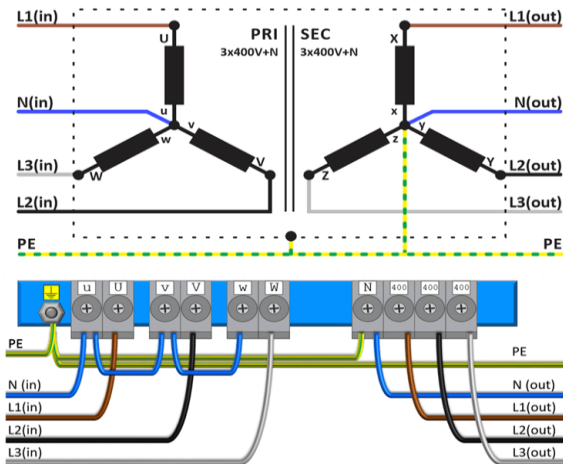 L1(in)
L1(out)
U
PRI
SEC
X
3x400V+N
3x400V+N
N(in)
N(out)
u
x
v
y
w
z
L3(in)
W
V
Z
Y
L2(out)
L2(in)
L3(out)
PE
PE
u U v V w W N 400 400 400
PE
PE
N (in)
N (out)
L1(in)
L1(out)
L2(in)
L2(out)
L3(in)
L3(out)